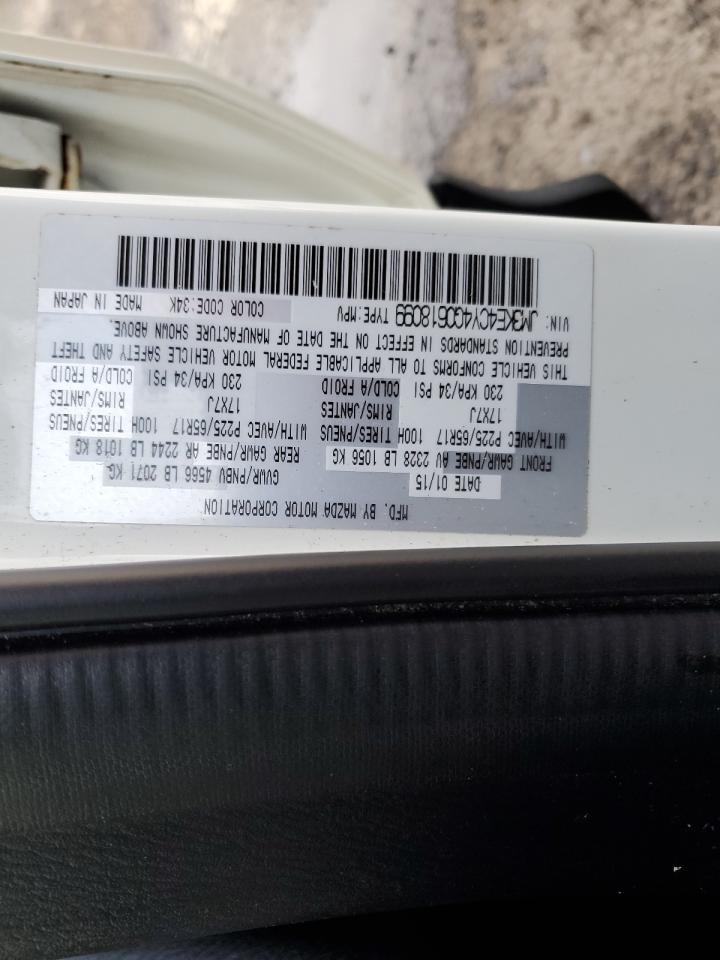 MFD. BY MAZDA MOTOR CORPORATION
DATE 01/15 GVWR/PNBV 4566 LB 2071 KG
FRONT GAWR/PNBE AV 2328 LB 1056 KG REAR GAWR/PNBE AR 2244 LB 1018 KG
WITH/AVEC P225/65R17 100H TIRES/PNEUS WITH/AVEC P225/65R17 100H TIRES/PNEUS
17X7J RIMS/JANTES 17X7J RIMS/JANTES
230 KPA/34 PSI COLD/A FROID 230 KPA/34 PSI COLD/A FROID
THIS VEHICLE CONFORMS TO ALL APPLICABLE FEDERAL MOTOR VEHICLE SAFETY AND THEFT
PREVENTION STANDARDS IN EFFECT ON THE DATE OF MANUFACTURE SHOWN ABOVE.
VIN: JM3KE4CY4G0618099 TYPE:MPV COLOR CODE:34K MADE IN JAPAN